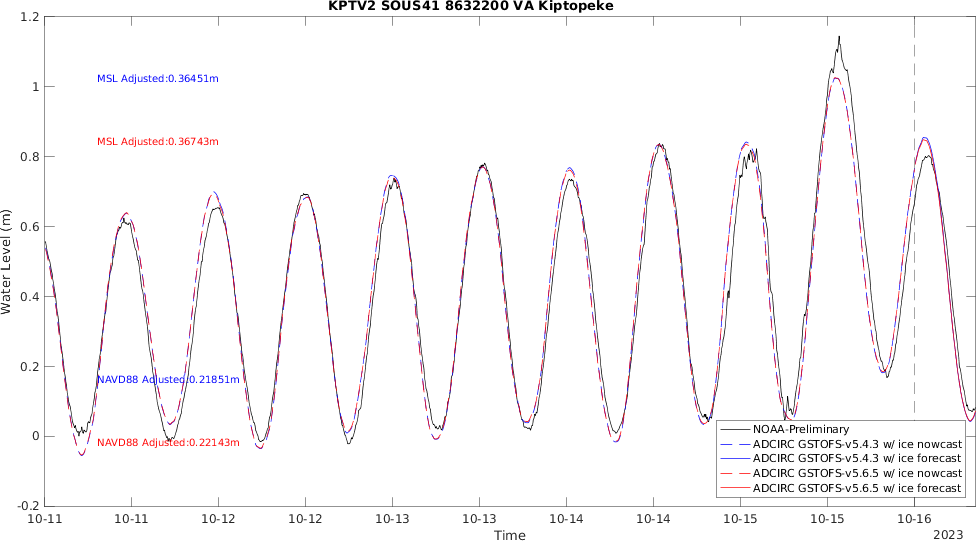 KPTV2 SOUS41 8632200 VA Kiptopeke
1.2
1
0.8
0.6
0.4
0.2
0
-0.2
Water Level (m)
MSL Adjusted:0.36451m
MSL Adjusted:0.36743m
NAVD88 Adjusted:0.21851m
NAVD88 Adjusted:0.22143m
NOAA-Preliminary
ADCIRC GSTOFS-v5.4.3 w/ ice nowcast
ADCIRC GSTOFS-v5.4.3 w/ ice forecast
ADCIRC GSTOFS-v5.6.5 w/ ice nowcast
ADCIRC GSTOFS-v5.6.5 w/ ice forecast
10-11 10-11 10-12 10-12 10-13 10-13 10-14 10-14 10-15 10-15 10-16
Time
2023